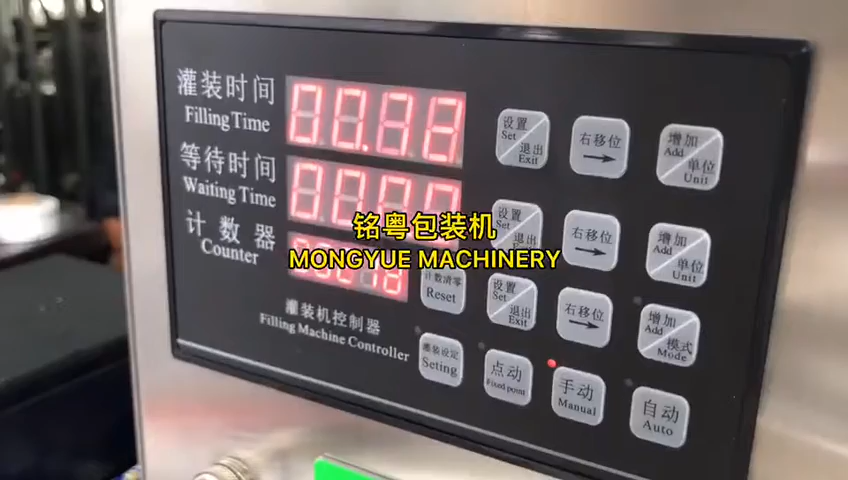 灌装时间
Filling Time
设置
Set
退出
Exit
右移位
增加
Add
单位
Unit
等待时间
Waiting Time
设置
Set
退出
Exit
右移位
增加
Add
单位
Unit
计数器
Counter
计数清零
Reset
设置
Set
退出
Exit
右移位
增加
Add
模式
Mode
铭粤包装机
MONGYUE MACHINERY
灌装机控制器
Filling Machine Controller
灌装设定
Seting
点动
Fixed point
手动
Manual
自动
Auto